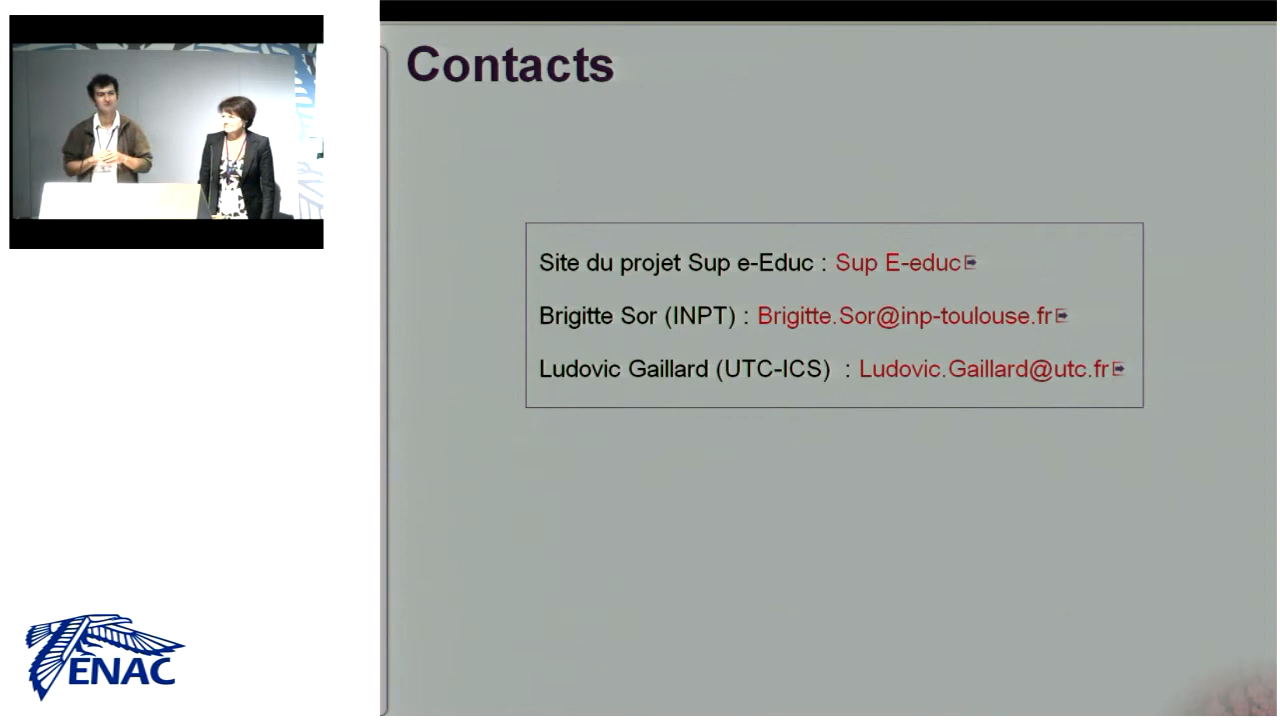 Contacts
Site du projet Sup e-Educ : Sup E-educ
Brigitte Sor (INPT) : Brigitte.Sor@inp-toulouse.fr
Ludovic Gaillard (UTC-ICS) : Ludovic.Gaillard@utc.fr
ENAC